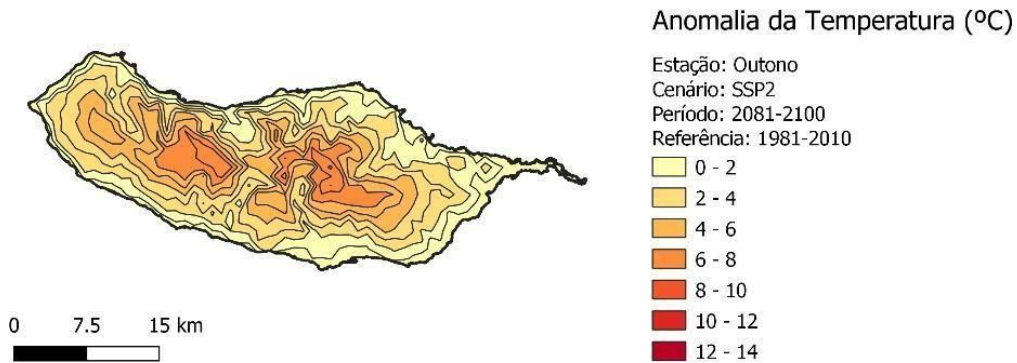 Anomalia da Temperatura (ºC)
Estação: Outono
Cenário: SSP2
Período: 2081-2100
Referência: 1981-2010
0 - 2
2 - 4
4 - 6
6 - 8
8 - 10
10 - 12
12 - 14
0 7.5 15 km